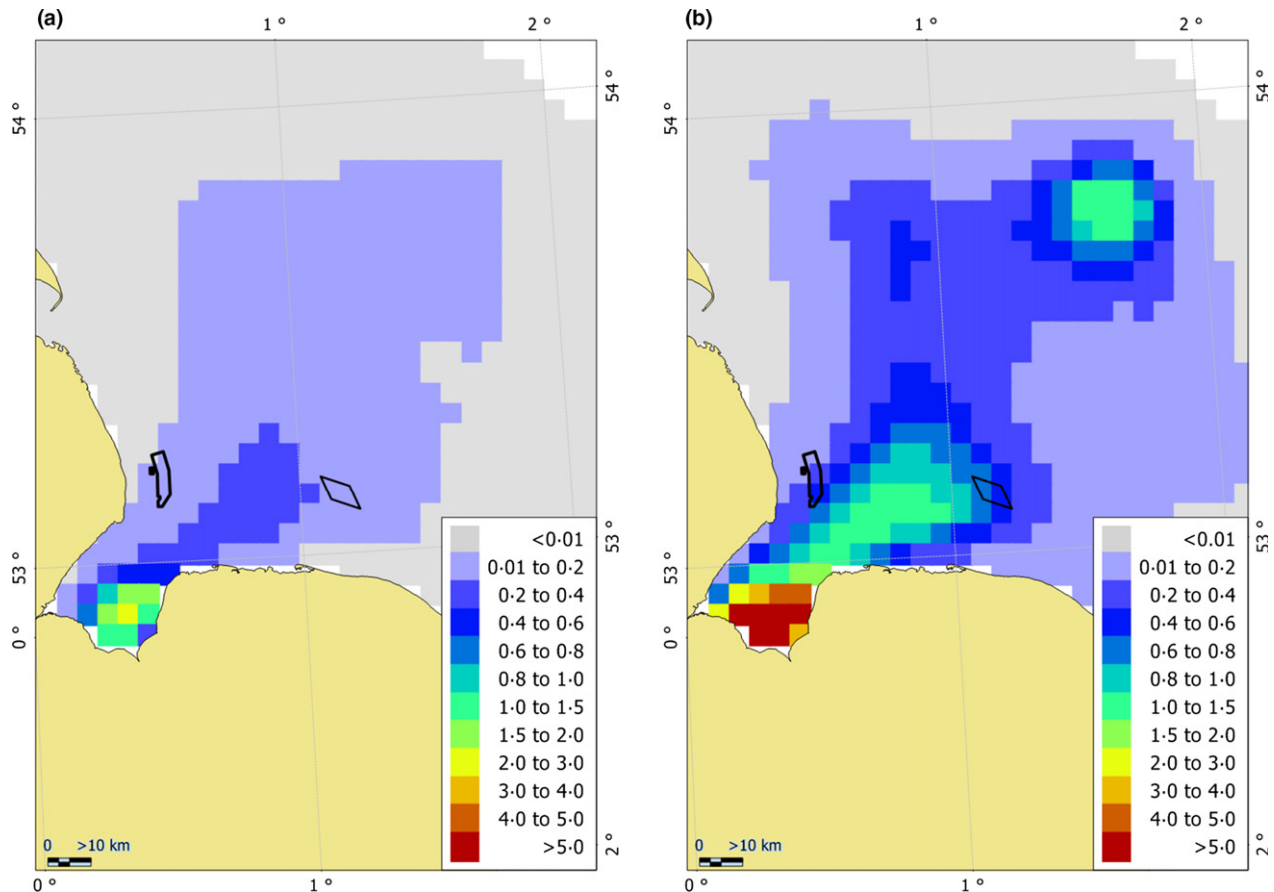 (a)
1 °
2 °
54 °
54 °
53 °
53 °
0 °
2 °
0 °
1 °
<0·01
0·01 to 0·2
0·2 to 0·4
0·4 to 0·6
0·6 to 0·8
0·8 to 1·0
1·0 to 1·5
1·5 to 2·0
2·0 to 3·0
3·0 to 4·0
4·0 to 5·0
>5·0
0 >10 km
(b)
1 °
2 °
54 °
54 °
53 °
53 °
0 °
2 °
0 °
1 °
<0·01
0·01 to 0·2
0·2 to 0·4
0·4 to 0·6
0·6 to 0·8
0·8 to 1·0
1·0 to 1·5
1·5 to 2·0
2·0 to 3·0
3·0 to 4·0
4·0 to 5·0
>5·0
0 >10 km